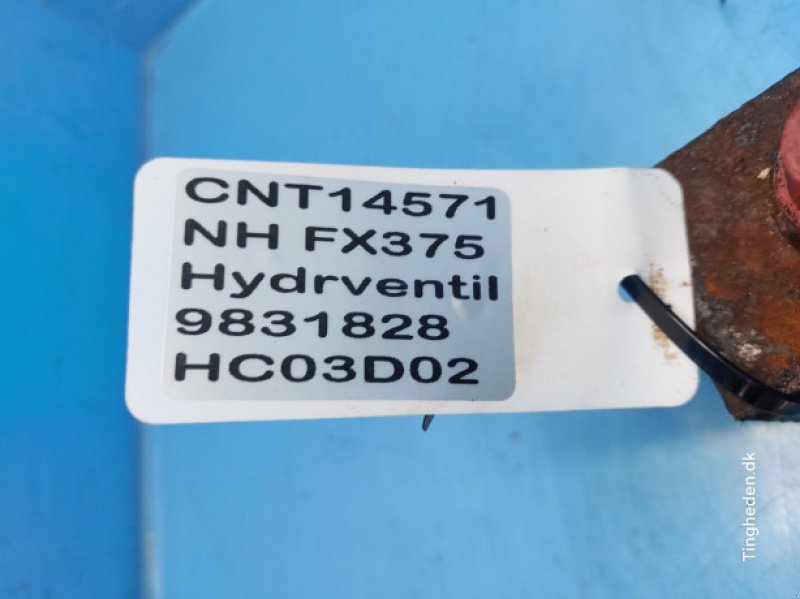 CNT14571
NH FX375
Hydrventil
9831828
HC03D02
Tingheden.dk